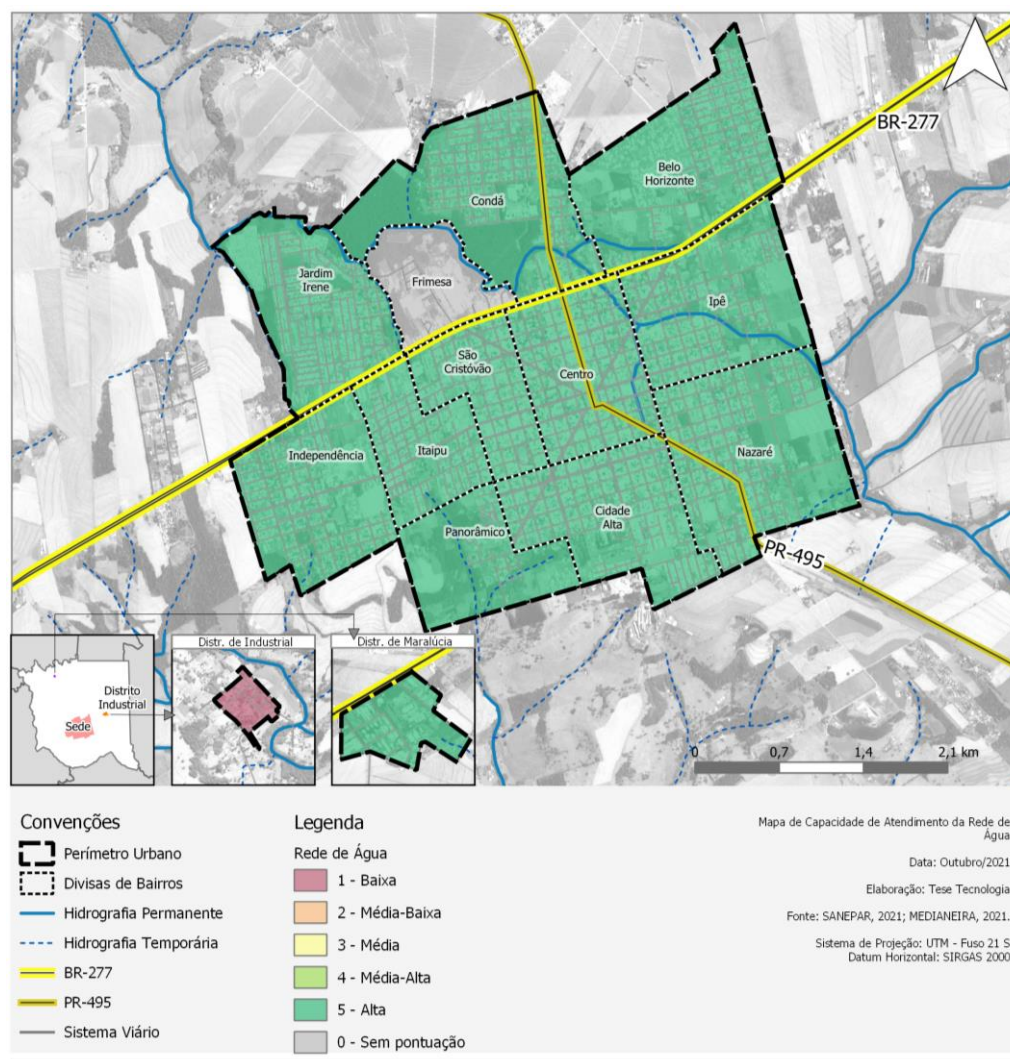 BR-277
Belo
Horizonte
Condá
Jardim
Irene
Frimesa
Ipê
São
Cristóvão
Centro
Independência
Itaipu
Nazaré
Panorâmico
Cidade
Alta
PR-495
Distr. de Industrial
Distr. de Maralúcia
Distrito
Industrial
Sede
0 0,7 1,4 2,1 km
Convenções
Perímetro Urbano
Divisas de Bairros
Hidrografia Permanente
Hidrografia Temporária
BR-277
PR-495
Sistema Viário
Legenda
Rede de Água
1 - Baixa
2 - Média-Baixa
3 - Média
4 - Média-Alta
5 - Alta
0 - Sem pontuação
Mapa de Capacidade de Atendimento da Rede de
Água
Data: Outubro/2021
Elaboração: Tese Tecnologia
Fonte: SANEPAR, 2021; MEDIANEIRA, 2021.
Sistema de Projeção: UTM - Fuso 21 S
Datum Horizontal: SIRGAS 2000